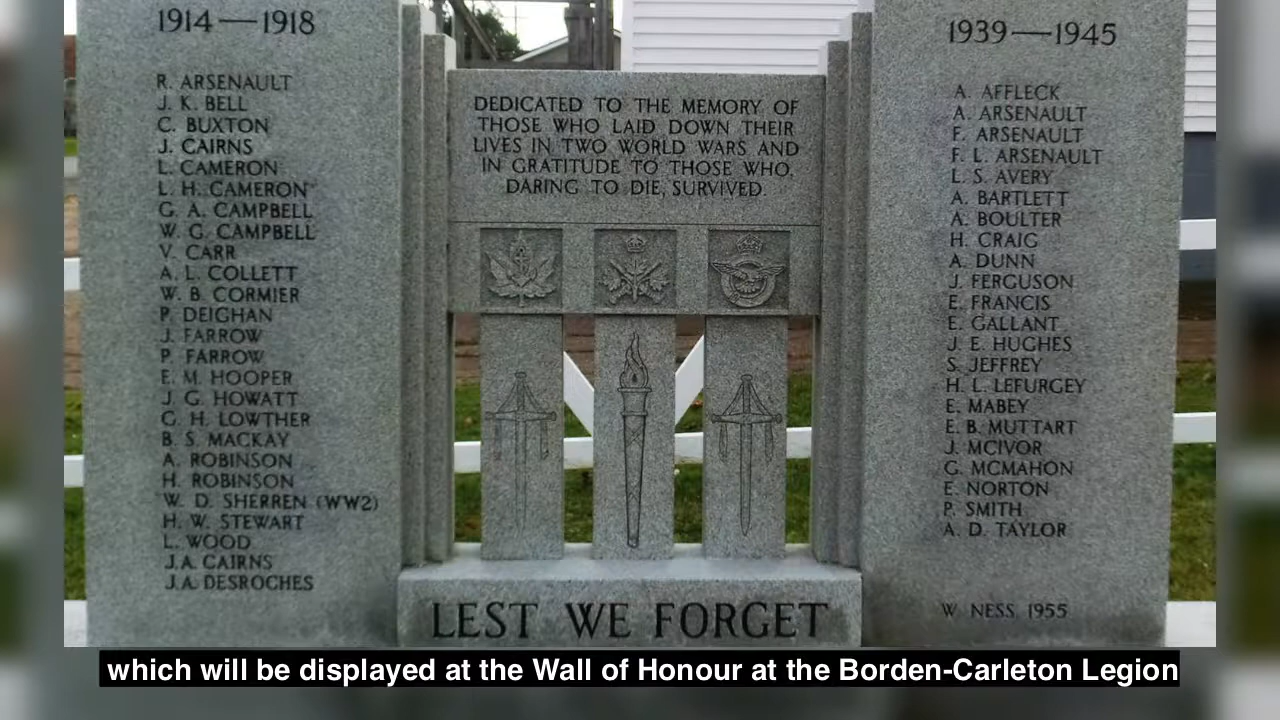 1914—1918
R. ARSENAULT
J. K. BELL
C. BUXTON
J. CAIRNS
L. CAMERON
L. H. CAMERON
G. A. CAMPBELL
W. G. CAMPBELL
V. CARR
A. L. COLLETT
W. B. CORMIER
P. DEIGHAN
J. FARROW
P. FARROW
E. M. HOOPER
J. G. HOWATT
G. H. LOWTHER
B. S. MACKAY
A. ROBINSON
H. ROBINSON
W. D. SHERREN (WW2)
H. W. STEWART
L. WOOD
J.A. CAIRNS
J.A. DESROCHES
DEDICATED TO THE MEMORY OF
THOSE WHO LAID DOWN THEIR
LIVES IN TWO WORLD WARS AND
IN GRATITUDE TO THOSE WHO,
DARING TO DIE, SURVIVED.
LEST WE FORGET
1939—1945
A. AFFLECK
A. ARSENAULT
F. ARSENAULT
F. L. ARSENAULT
L. S. AVERY
A. BARTLETT
A. BOULTER
H. CRAIG
A. DUNN
J. FERGUSON
E. FRANCIS
E. GALLANT
J. E. HUGHES
S. JEFFREY
H. L. LEFURGEY
E. MABEY
E. B. MUTTART
J. MCIVOR
G. MCMAHON
E. NORTON
P. SMITH
A. D. TAYLOR
W NESS 1955
which will be displayed at the Wall of Honour at the Borden-Carleton Legion